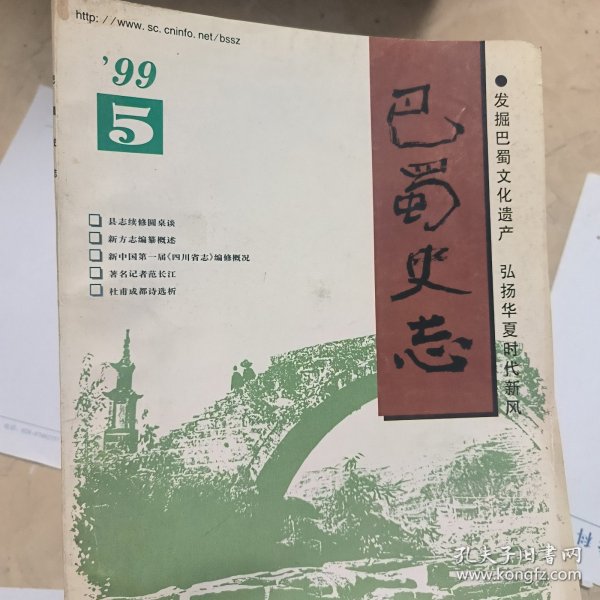 http://www.sc.cninfo.net/bssz
'99
5
巴蜀史志
●发掘巴蜀文化遗产 弘扬华夏时代新风
□ 县志续修圆桌谈
□ 新方志编纂概述
□ 新中国第一届《四川省志》编修概况
□ 著名记者范长江
□ 杜甫成都诗选析
孔夫子旧书网
www.kongfz.com
科